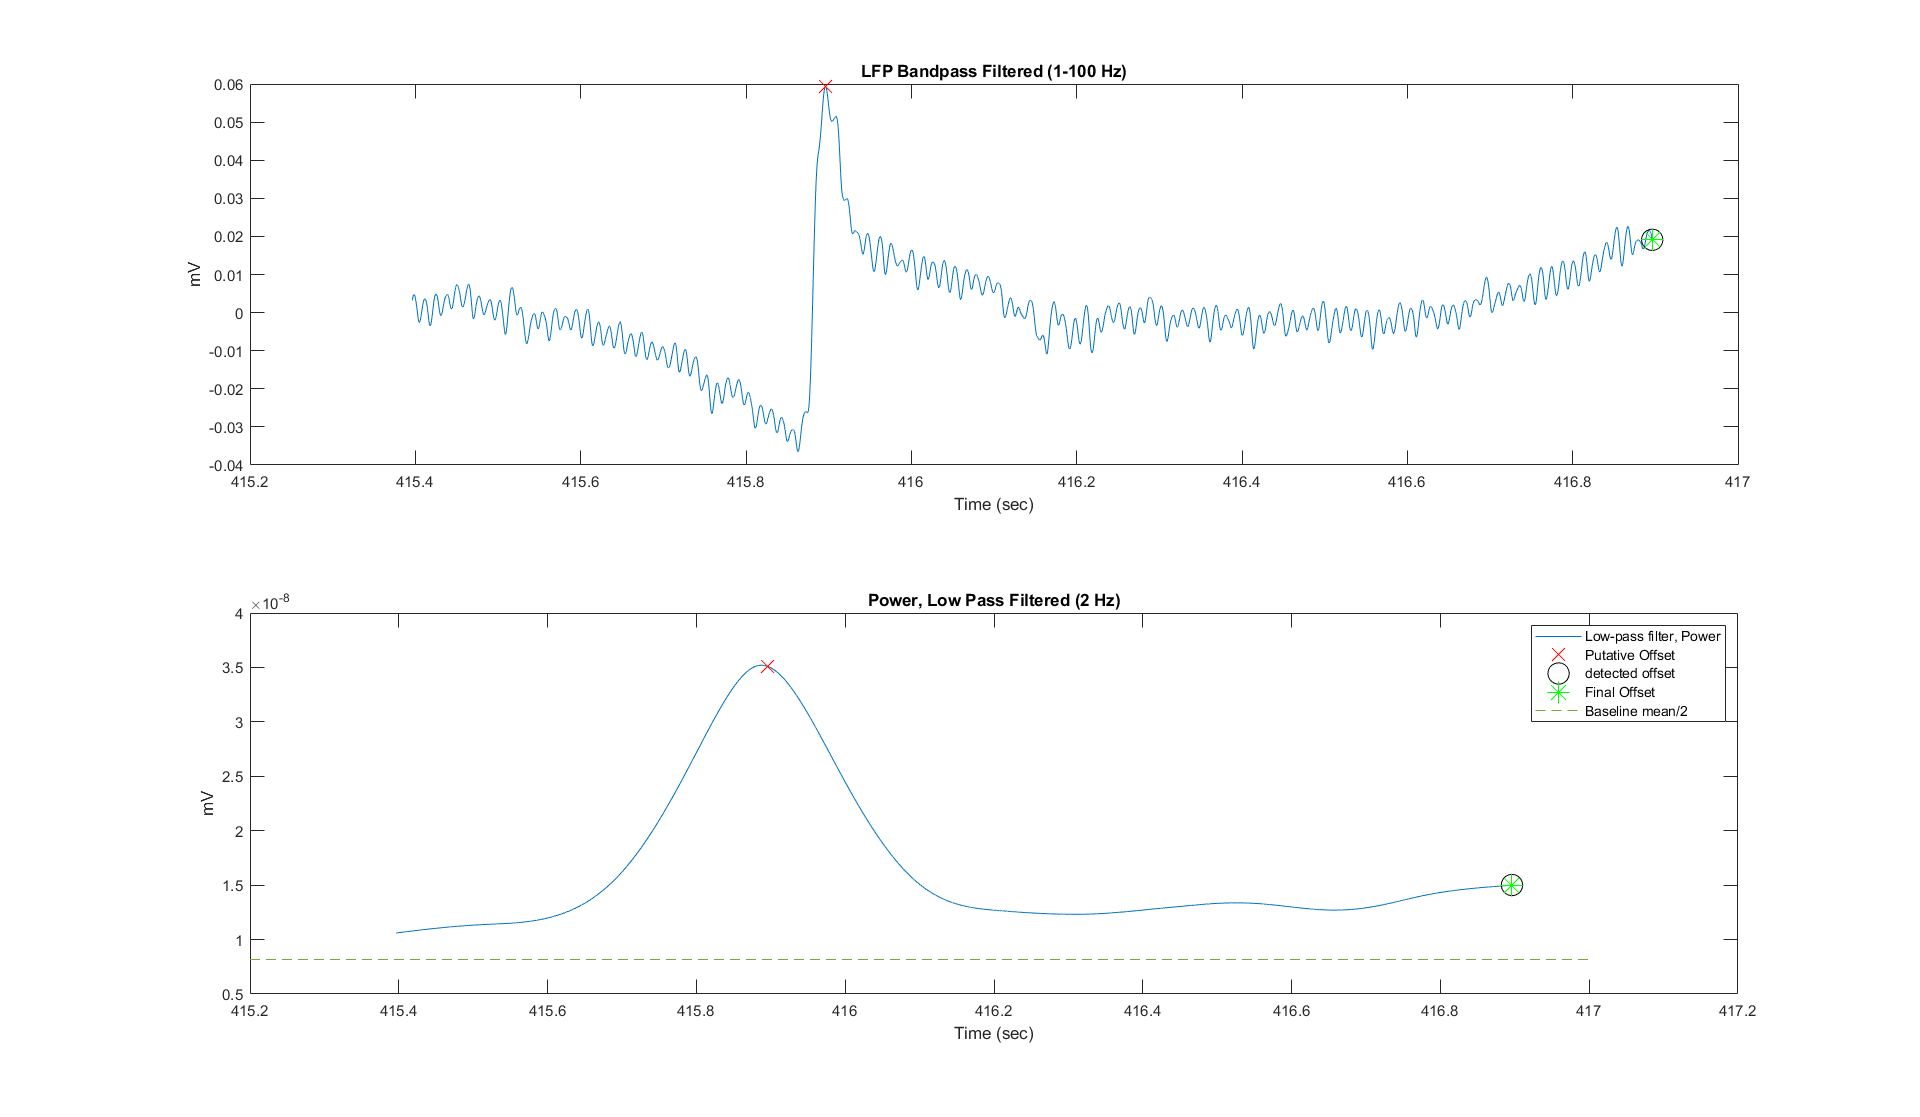 LFP Bandpass Filtered (1-100 Hz)
0.06
0.05
0.04
0.03
0.02
0.01
0
-0.01
-0.02
-0.03
-0.04
mV
415.2 415.4 415.6 415.8 416 416.2 416.4 416.6 416.8 417
Time (sec)
Power, Low Pass Filtered (2 Hz)
×10-8
4
3.5
3
2.5
2
1.5
1
0.5
mV
Low-pass filter, Power
Putative Offset
detected offset
Final Offset
Baseline mean/2
415.2 415.4 415.6 415.8 416 416.2 416.4 416.6 416.8 417 417.2
Time (sec)